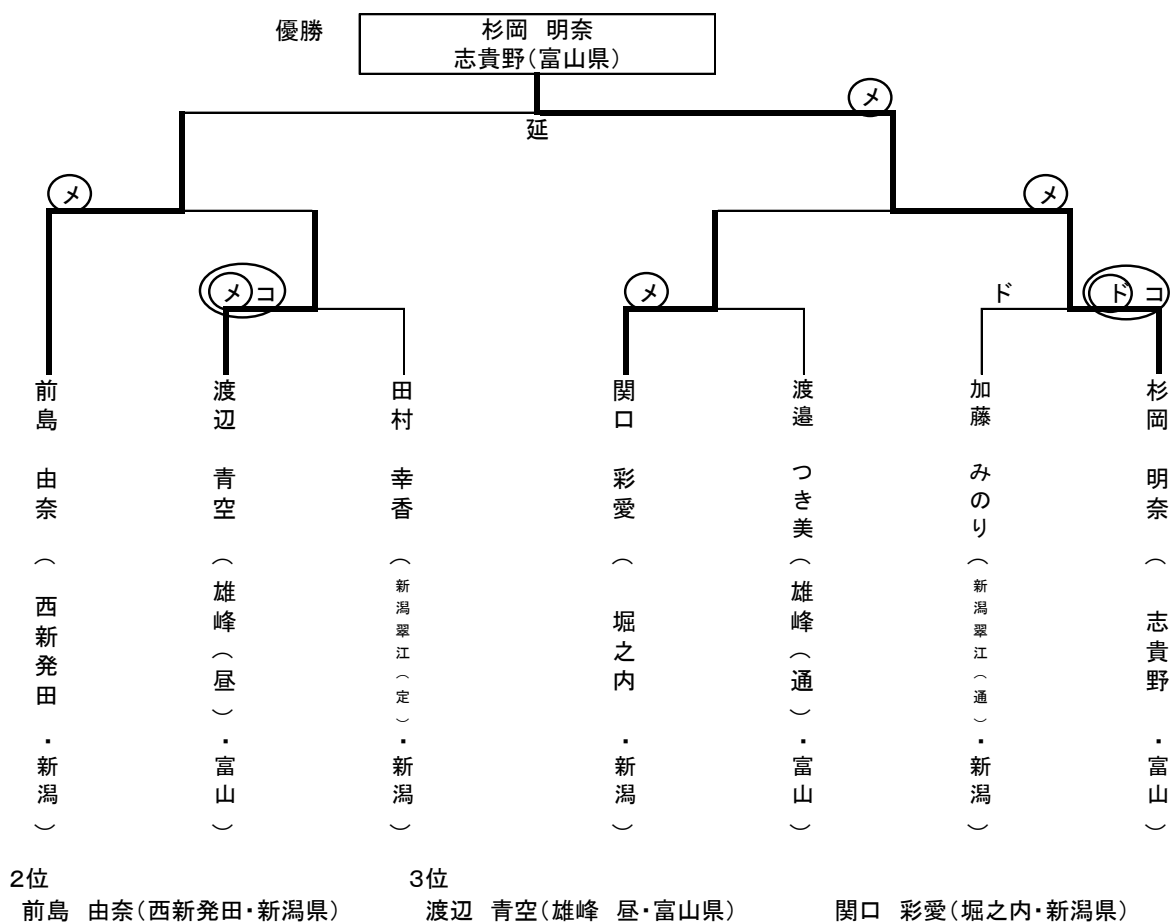 優勝
杉岡 明奈
志貴野(富山県)
メ
延
メ
メ
メコ
メ
ド
ドコ
前島 由奈(西新発田・新潟)
渡辺 青空(雄峰(昼)・富山)
田村 幸香(新潟翠江(定)・新潟)
関口 彩愛(堀之内・新潟)
渡邉 つき美(雄峰(通)・富山)
加藤 みのり(新潟翠江(通)・新潟)
杉岡 明奈(志貴野・富山)
2位
3位
前島 由奈(西新発田・新潟県)
渡辺 青空(雄峰 昼・富山県)
関口 彩愛(堀之内・新潟県)